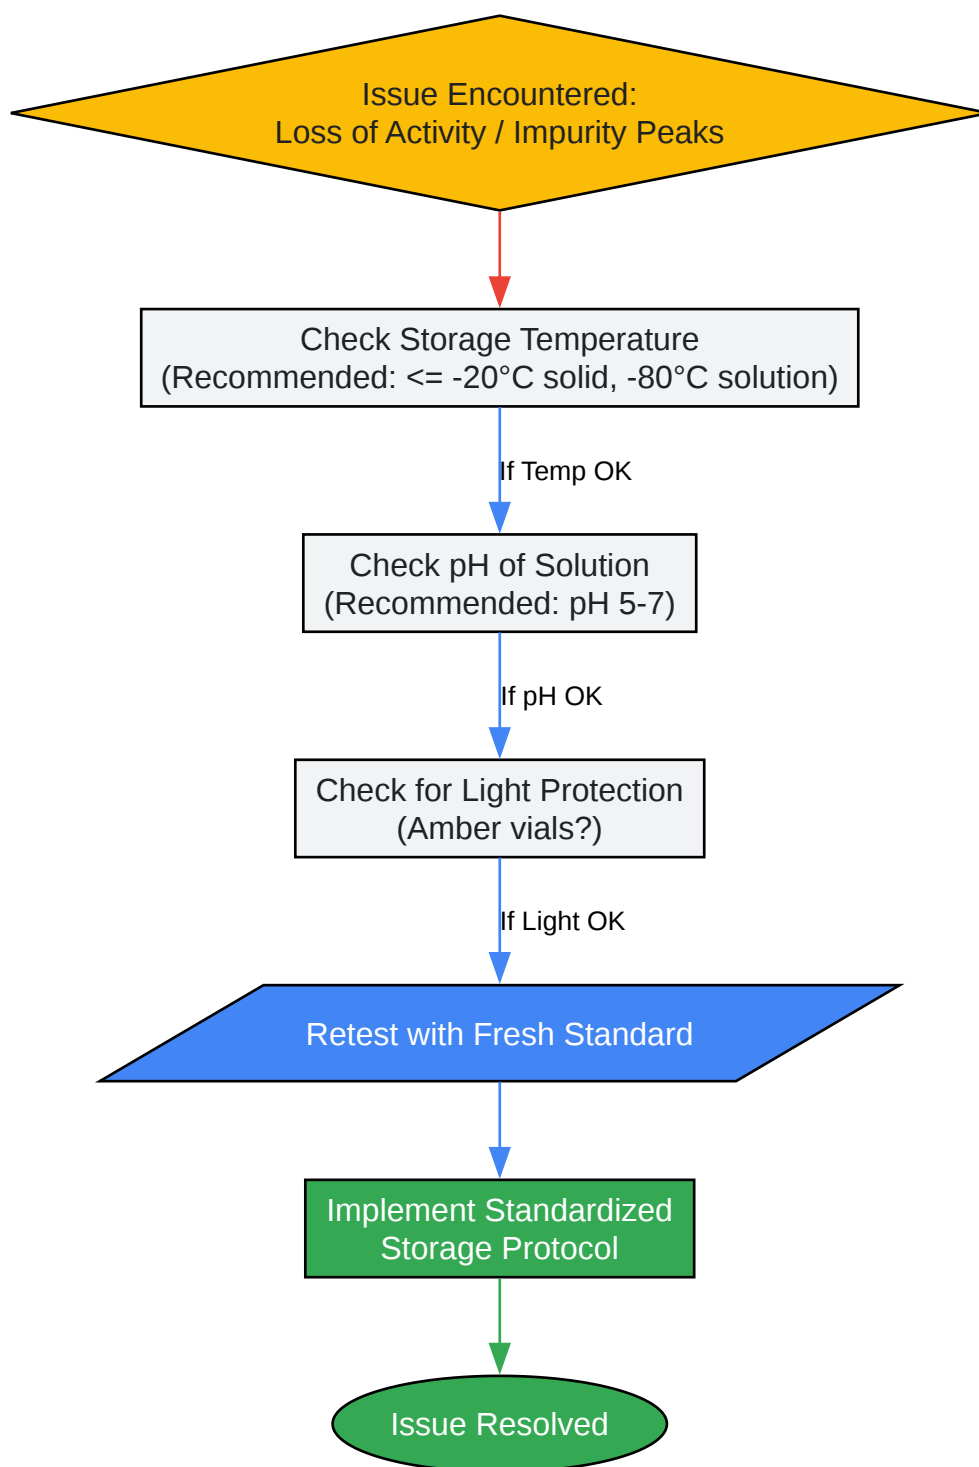 Issue Encountered:
Loss of Activity / Impurity Peaks
Check Storage Temperature
(Recommended: <= -20°C solid, -80°C solution)
If Temp OK
Check pH of Solution
(Recommended: pH 5-7)
If pH OK
Check for Light Protection
(Amber vials?)
If Light OK
Retest with Fresh Standard
Implement Standardized
Storage Protocol
Issue Resolved